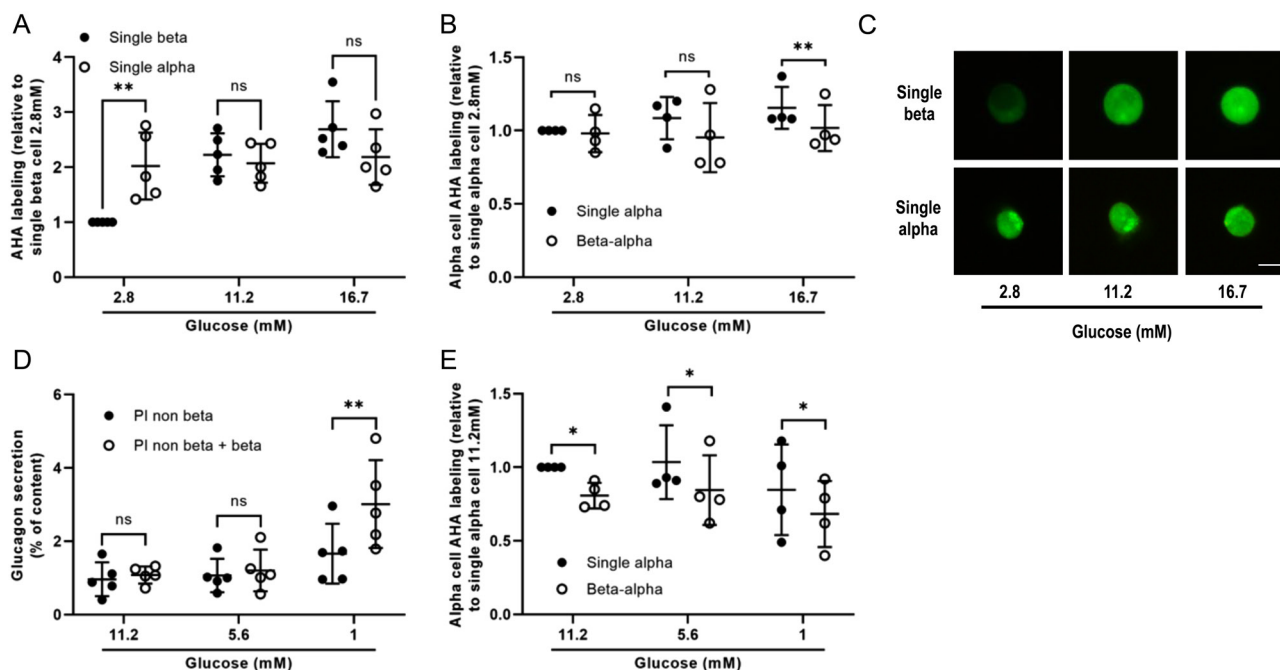 A
AHA labeling (relative to
single beta cell 2.8mM)
4
3
2
1
0
Single beta
Single alpha
**
ns
ns
2.8
11.2
16.7
Glucose (mM)
B
Alpha cell AHA labeling (relative
to single alpha cell 2.8mM)
1.5
1.0
0.5
0.0
ns
ns
**
Single alpha
Beta-alpha
2.8
11.2
16.7
Glucose (mM)
C
Single
beta
Single
alpha
2.8
11.2
16.7
Glucose (mM)
D
Glucagon secretion
(% of content)
6
4
2
0
PI non beta
PI non beta + beta
ns
ns
**
11.2
5.6
1
Glucose (mM)
E
Alpha cell AHA labeling (relative
to single alpha cell 11.2mM)
1.5
1.0
0.5
0.0
*
*
*
Single alpha
Beta-alpha
11.2
5.6
1
Glucose (mM)